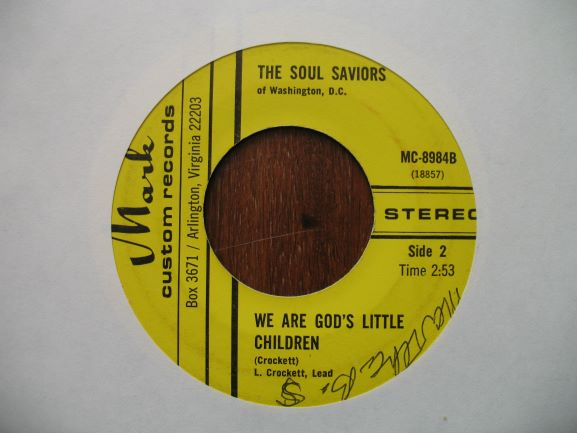 THE SOUL SAVIORS
of Washington, D.C.
Mark
custom records
Box 3671 / Arlington, Virginia 22203
MC-8984B
(18857)
STEREO
Side 2
Time 2:53
WE ARE GOD'S LITTLE
CHILDREN
(Crockett)
L. Crockett, Lead